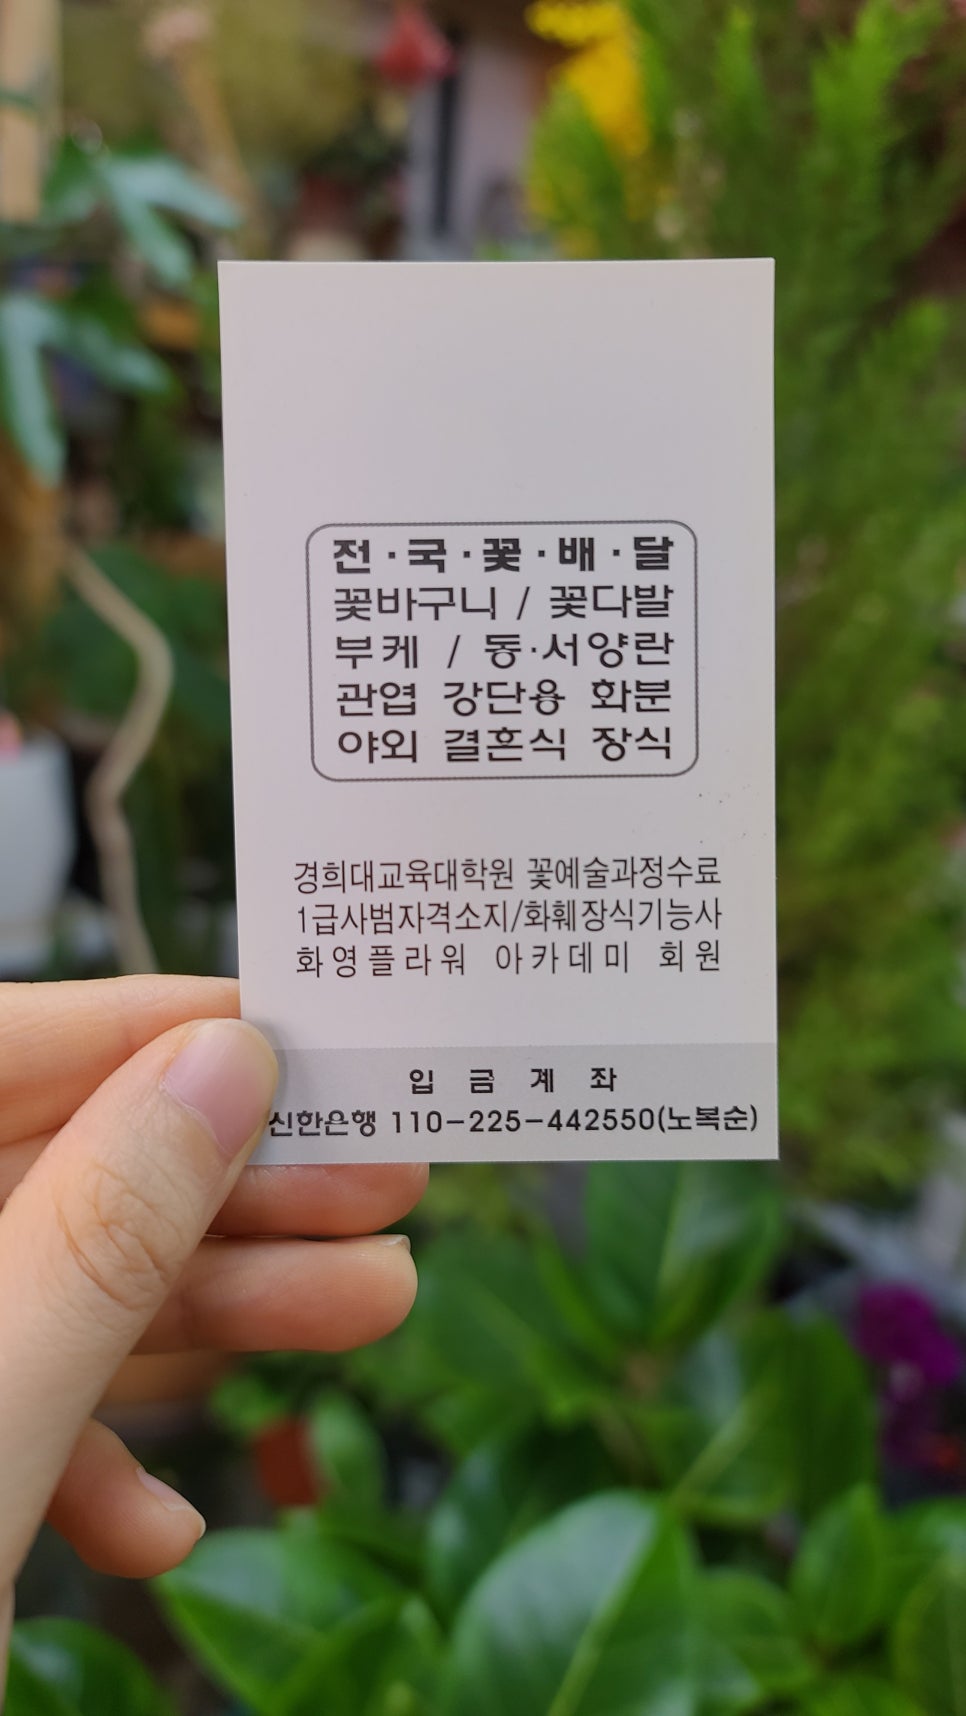 전·국·꽃·배·달
꽃바구니 / 꽃다발
부케 / 동·서양란
관엽 강단용 화분
야외 결혼식 장식
경희대교육대학원 꽃예술과정수료
1급사범자격소지/화훼장식기능사
화영플라워 아카데미 회원
입금계좌
신한은행 110-225-442550(노복순)